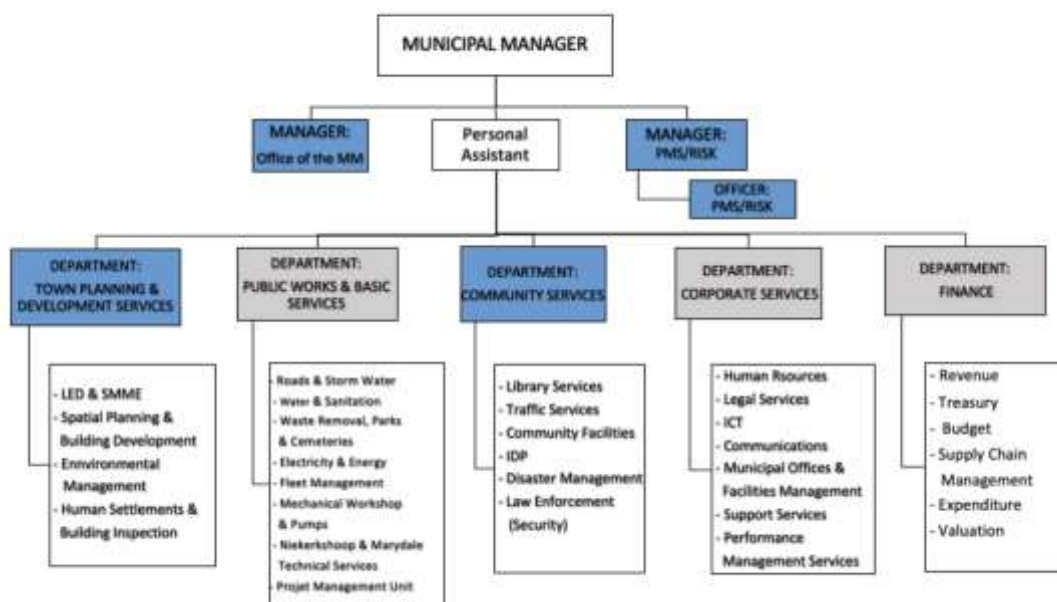 MUNICIPAL MANAGER
MANAGER:
Office of the MM
Personal
Assistant
MANAGER:
PMS/RISK
OFFICER:
PMS/RISK
DEPARTMENT:
TOWN PLANNING &
DEVELOPMENT SERVICES
DEPARTMENT:
PUBLIC WORKS & BASIC
SERVICES
DEPARTMENT:
COMMUNITY SERVICES
DEPARTMENT:
CORPORATE SERVICES
DEPARTMENT:
FINANCE
- LED & SMME
- Spatial Planning &
Building Development
- Ennvironmental
Management
- Human Settlements &
Building Inspection
- Roads & Storm Water
- Water & Sanitation
- Waste Removal, Parks
& Cemeteries
- Electricity & Energy
- Fleet Management
- Mechanical Workshop
& Pumps
- Niekerkshoop & Marydale
Technical Services
- Projet Management Unit
- Library Services
- Traffic Services
- Community Facilities
- IDP
- Disaster Management
- Law Enforcement
(Security)
- Human Rsources
- Legal Services
- ICT
- Communications
- Municipal Offices &
Facilities Management
- Support Services
- Performance
Management Services
- Revenue
- Treasury
- Budget
- Supply Chain
Management
- Expenditure
- Valuation